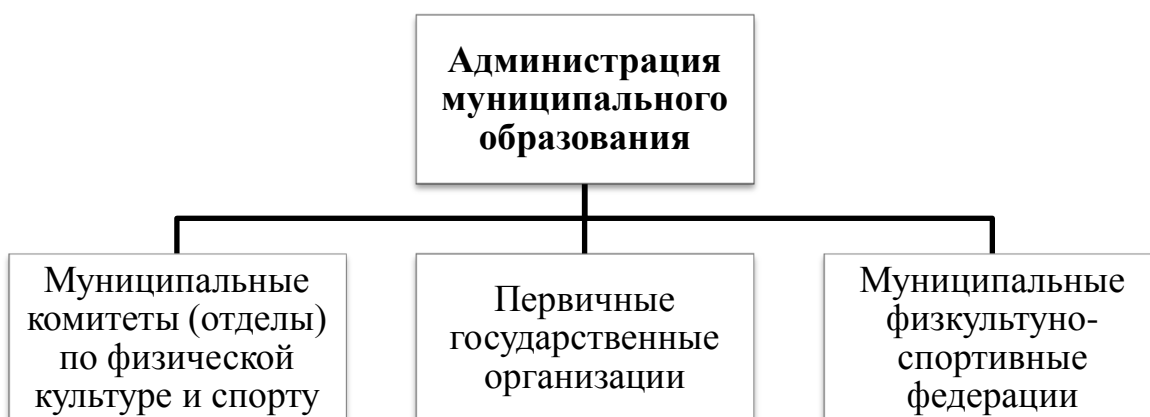 Администрация
муниципального
образования
Муниципальные
комитеты (отделы)
по физической
культуре и спорту
Первичные
государственные
организации
Муниципальные
физкультуно-
спортивные
федерации